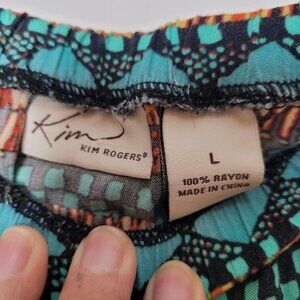 Kim
KIM ROGERS®
L
100% RAYON
MADE IN CHINA